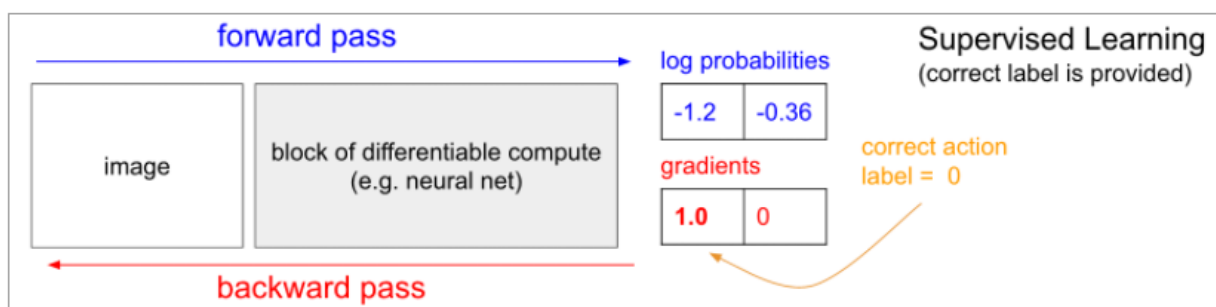 forward pass
Supervised Learning
(correct label is provided)
log probabilities
-1.2 -0.36
image
block of differentiable compute
(e.g. neural net)
gradients
1.0 0
correct action
label = 0
backward pass